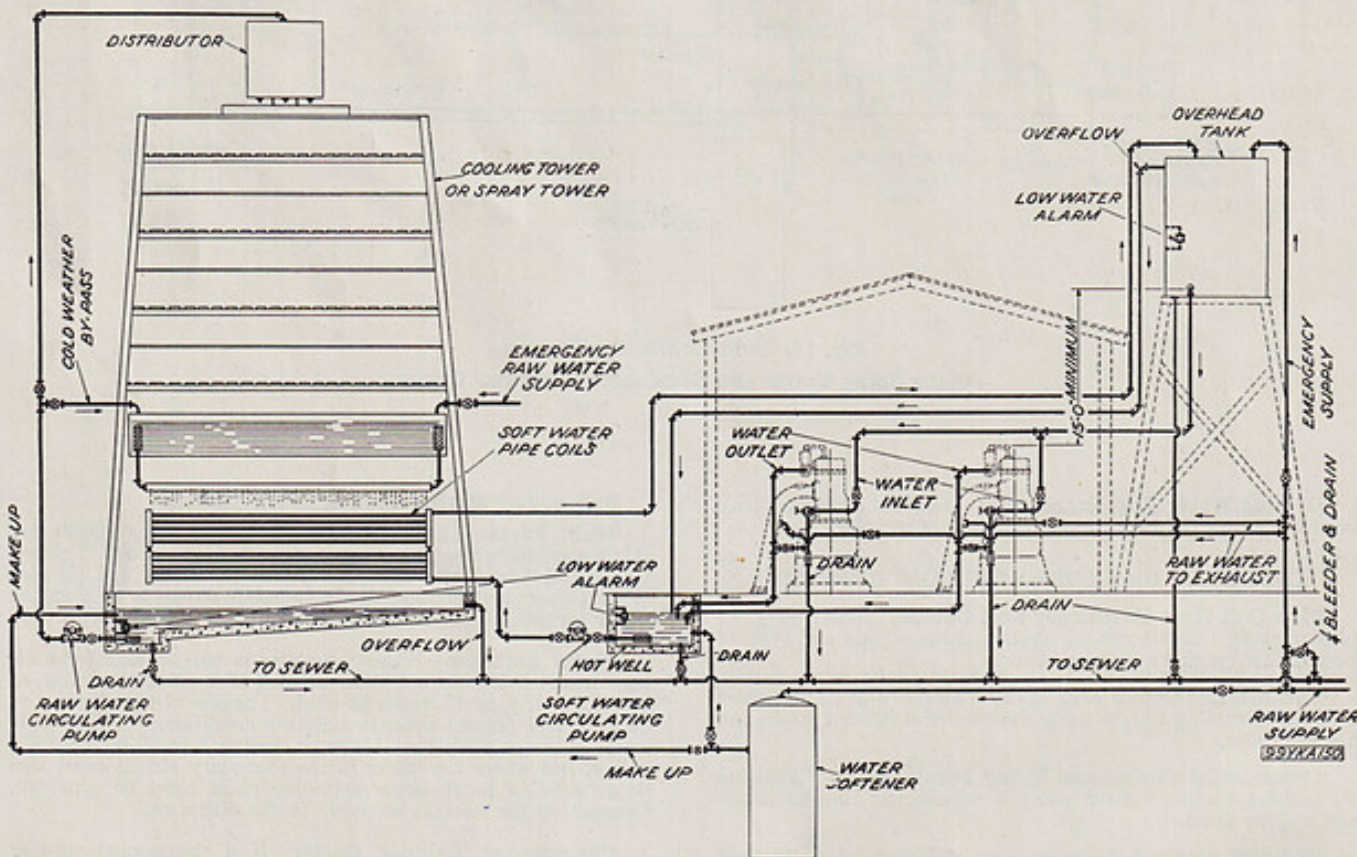 DISTRIBUTOR
COOLING TOWER
OR SPRAY TOWER
COLD WEATHER
BY-PASS
EMERGENCY
RAW WATER
SUPPLY
SOFT WATER
PIPE COILS
MAKE UP
LOW WATER
ALARM
OVERFLOW
DRAIN
TO SEWER
RAW WATER
CIRCULATING
PUMP
HOT WELL
SOFT WATER
CIRCULATING
PUMP
DRAIN
MAKE UP
WATER
SOFTENER
OVERFLOW
OVERHEAD
TANK
LOW WATER
ALARM
15'-0" MINIMUM
EMERGENCY
SUPPLY
WATER
OUTLET
WATER
INLET
DRAIN
DRAIN
RAW WATER
TO EXHAUST
BLEEDER & DRAIN
TO SEWER
RAW WATER
SUPPLY
99YKA150